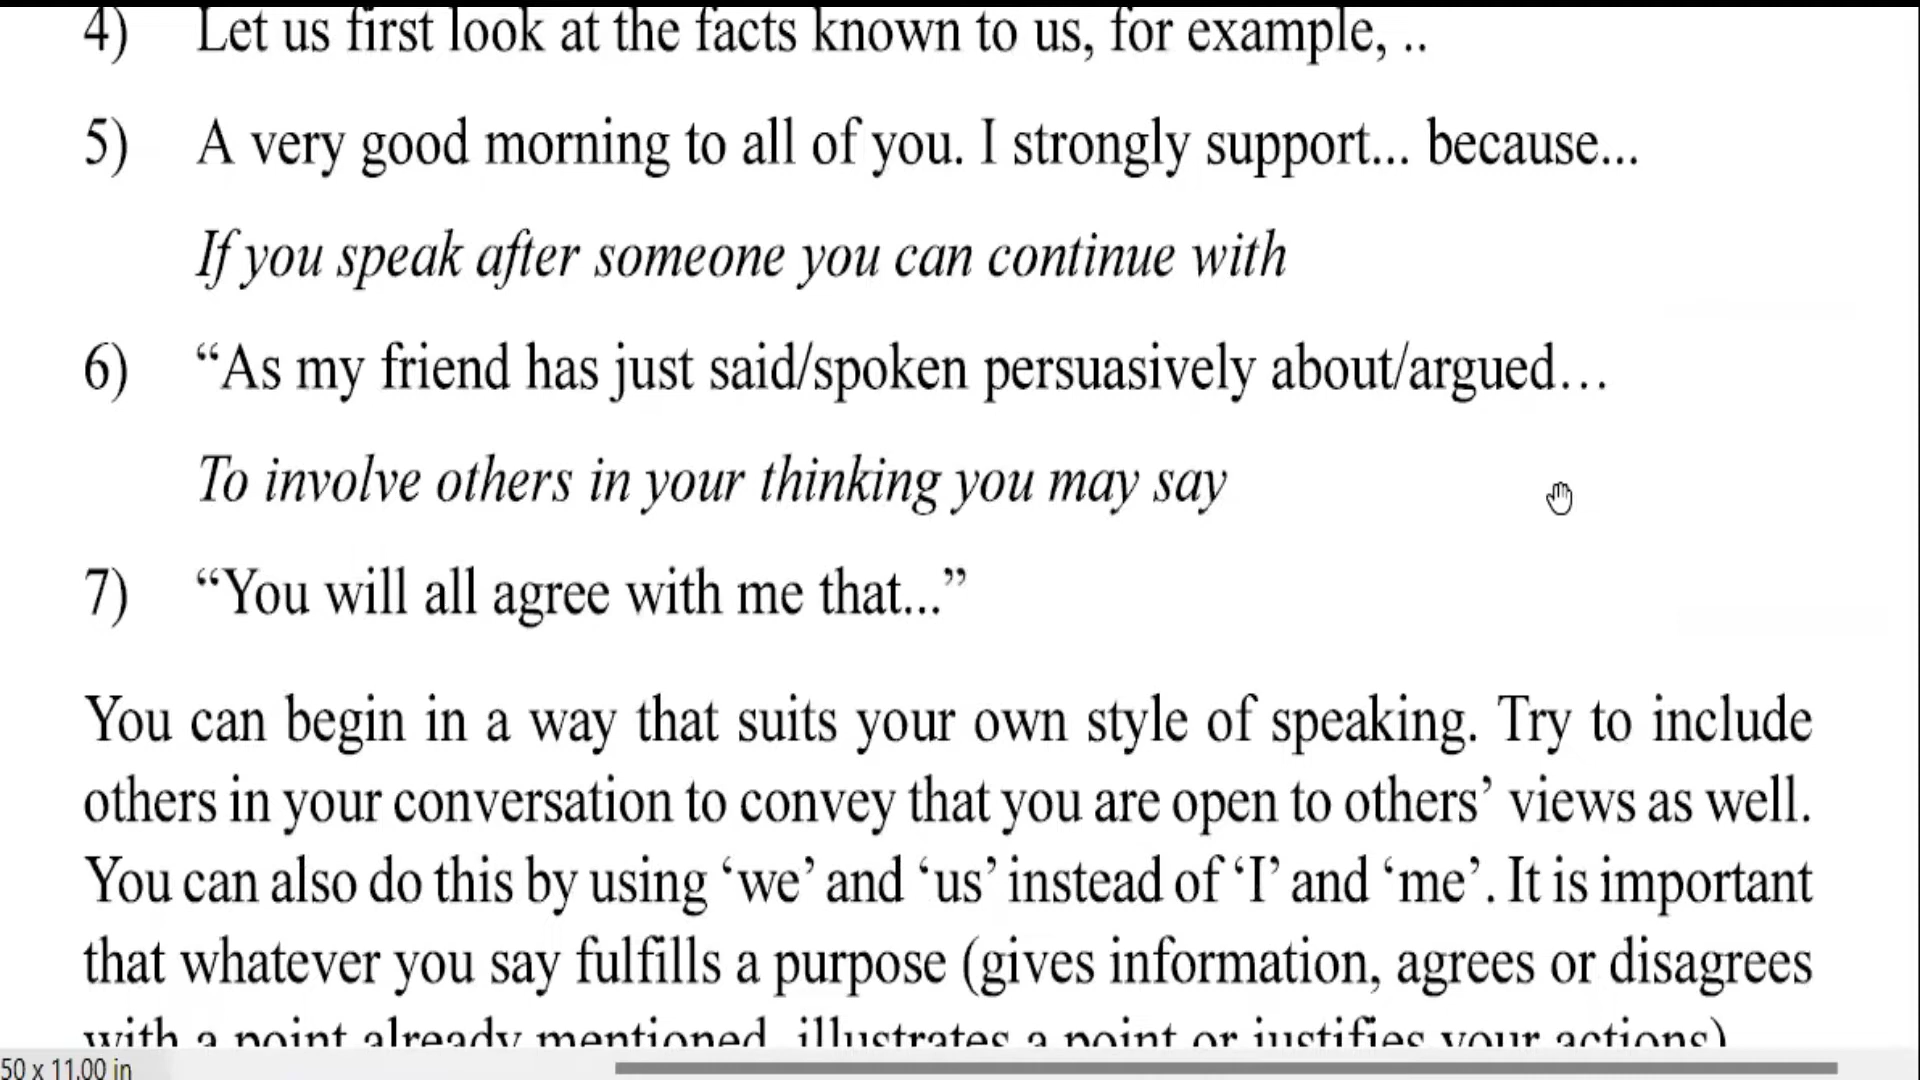 4) Let us first look at the facts known to us, for example, ..
5) A very good morning to all of you. I strongly support... because...
If you speak after someone you can continue with
6) “As my friend has just said/spoken persuasively about/argued…
To involve others in your thinking you may say
7) “You will all agree with me that...”
You can begin in a way that suits your own style of speaking. Try to include
others in your conversation to convey that you are open to others’ views as well.
You can also do this by using ‘we’ and ‘us’ instead of ‘I’ and ‘me’. It is important
that whatever you say fulfills a purpose (gives information, agrees or disagrees
with a point already mentioned, illustrates a point or justifies your actions)
50 x 11.00 in